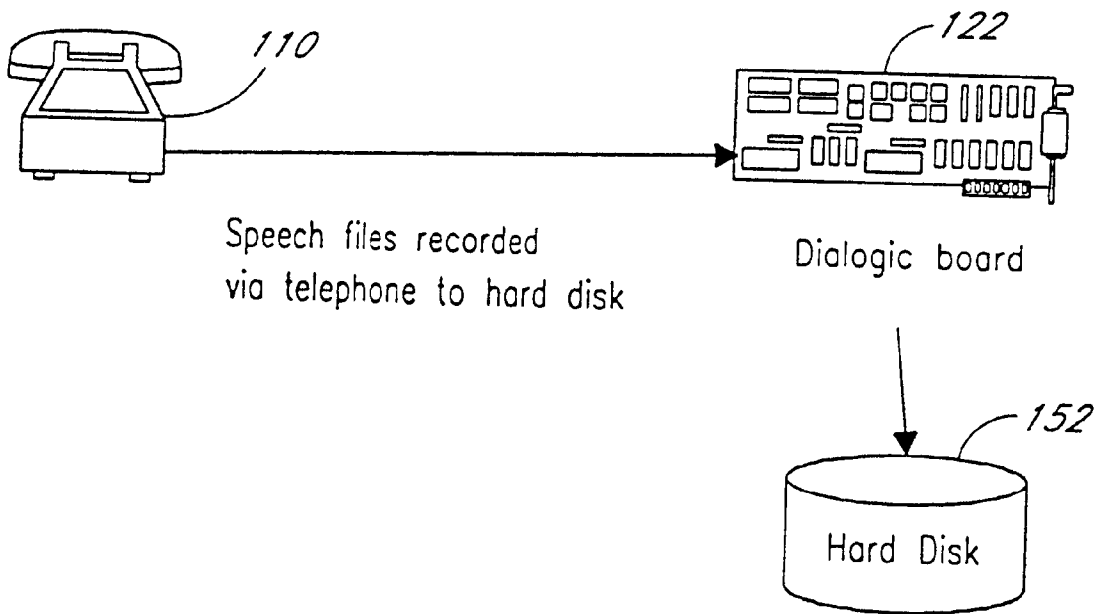 110
122
Speech files recorded
via telephone to hard disk
Dialogic board
152
Hard Disk